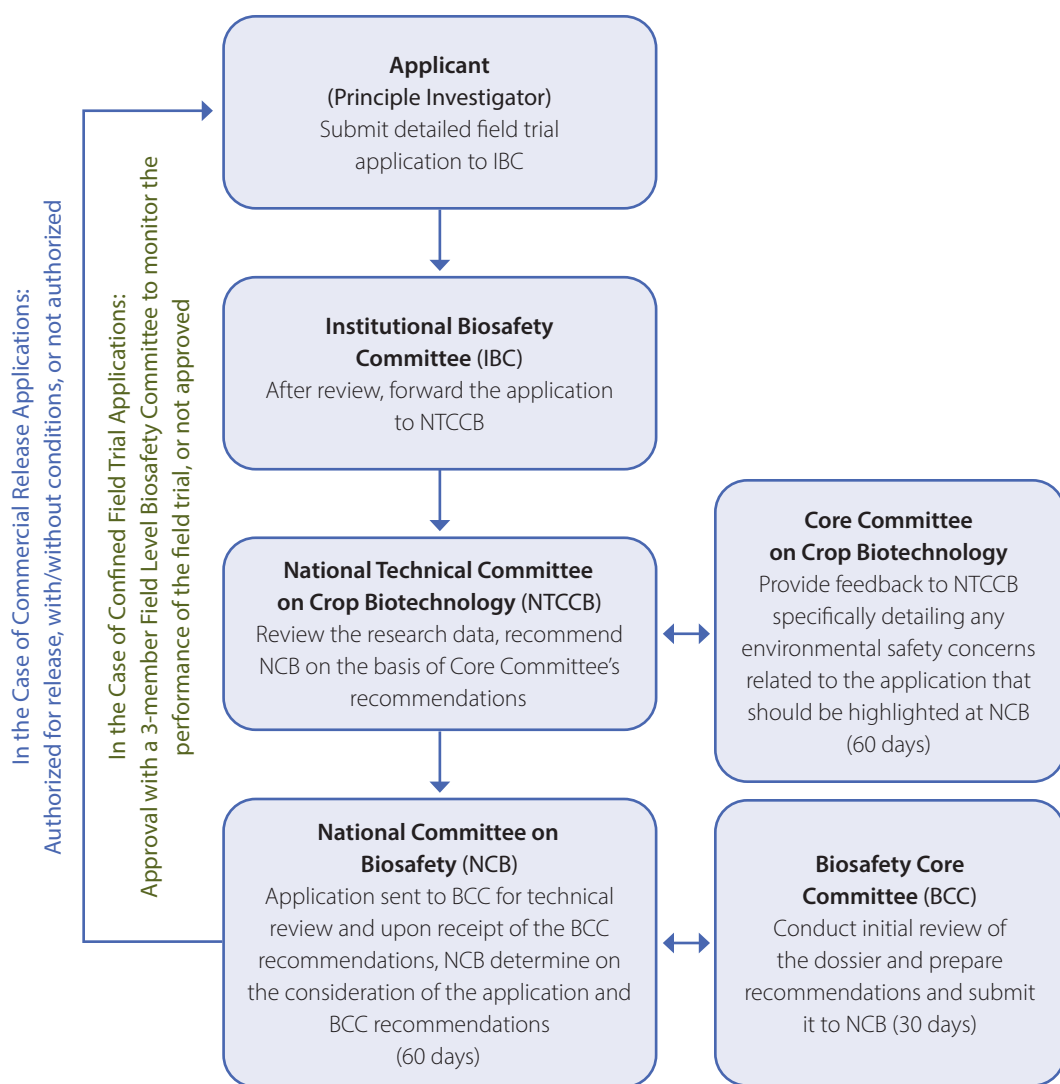 Applicant
(Principle Investigator)
Submit detailed field trial
application to IBC
Institutional Biosafety
Committee (IBC)
After review, forward the application
to NTCCB
National Technical Committee
on Crop Biotechnology (NTCCB)
Review the research data, recommend
NCB on the basis of Core Committee’s
recommendations
Core Committee
on Crop Biotechnology
Provide feedback to NTCCB
specifically detailing any
environmental safety concerns
related to the application that
should be highlighted at NCB
(60 days)
National Committee on
Biosafety (NCB)
Application sent to BCC for technical
review and upon receipt of the BCC
recommendations, NCB determine on
the consideration of the application and
BCC recommendations
(60 days)
Biosafety Core
Committee (BCC)
Conduct initial review of
the dossier and prepare
recommendations and submit
it to NCB (30 days)
In the Case of Commercial Release Applications:
Authorized for release, with/without conditions, or not authorized
In the Case of Confined Field Trial Applications:
Approval with a 3-member Field Level Biosafety Committee to monitor the
performance of the field trial, or not approved